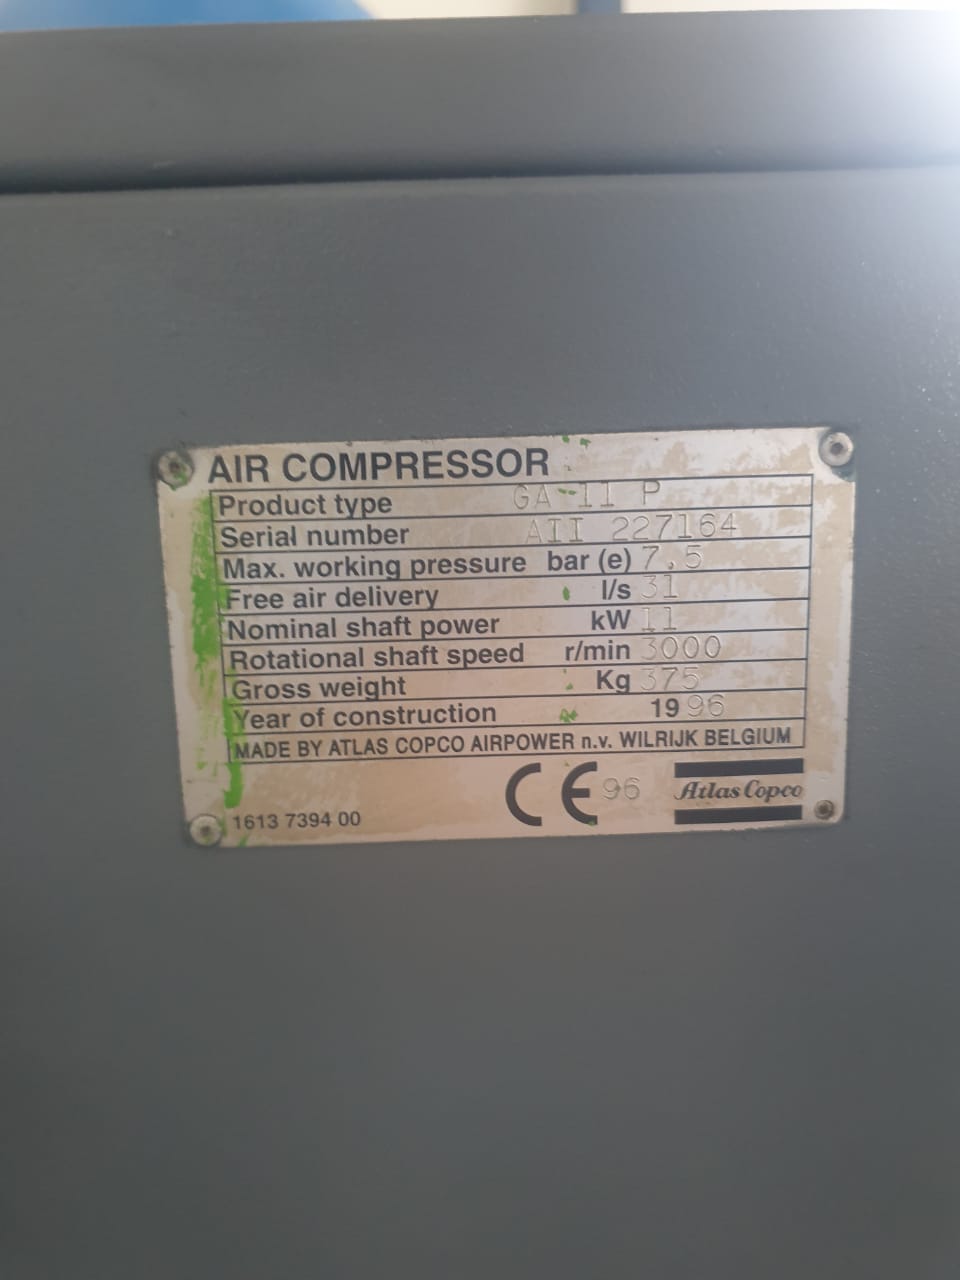 AIR COMPRESSOR
Product type GA-11 P
Serial number AII 227164
Max. working pressure bar (e) 7.5
Free air delivery l/s 31
Nominal shaft power kW 11
Rotational shaft speed r/min 3000
Gross weight Kg 375
Year of construction 1996
MADE BY ATLAS COPCO AIRPOWER n.v. WILRIJK BELGIUM
CE 96 Atlas Copco
1613 7394 00